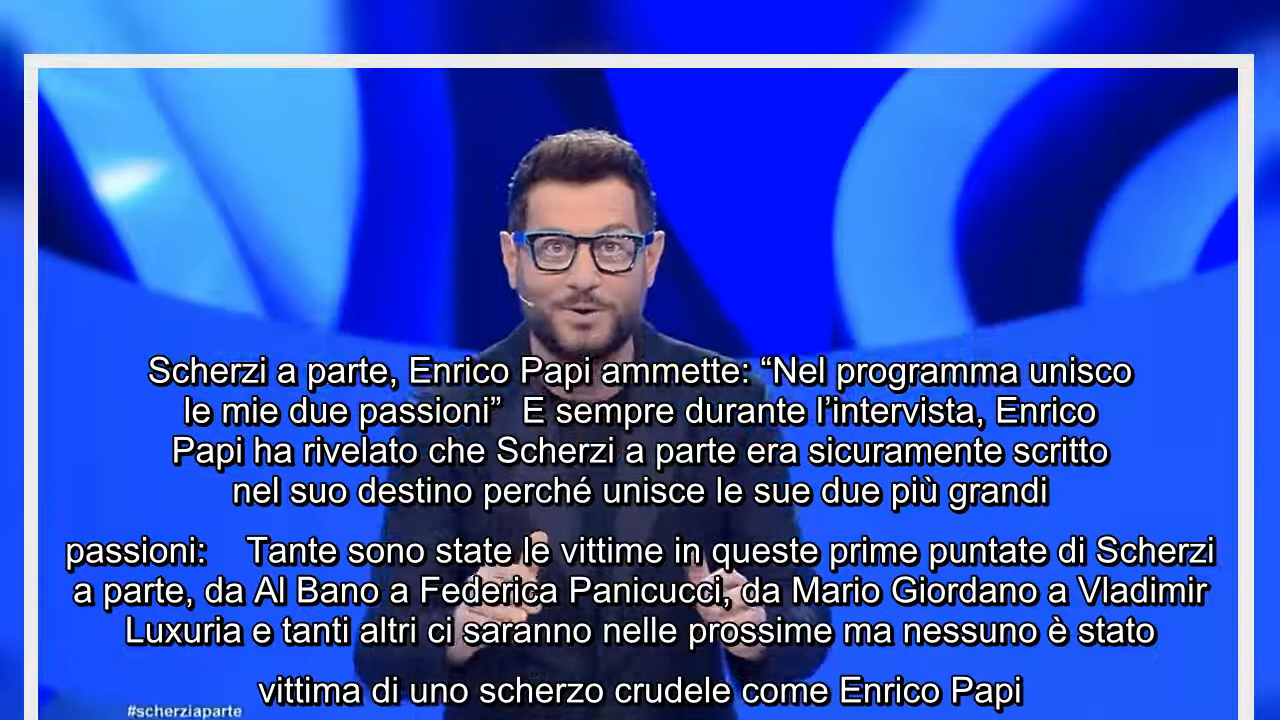 Scherzi a parte, Enrico Papi ammette: “Nel programma unisco
le mie due passioni”  E sempre durante l’intervista, Enrico
Papi ha rivelato che Scherzi a parte era sicuramente scritto
nel suo destino perché unisce le sue due più grandi
passioni:    Tante sono state le vittime in queste prime puntate di Scherzi
a parte, da Al Bano a Federica Panicucci, da Mario Giordano a Vladimir
Luxuria e tanti altri ci saranno nelle prossime ma nessuno è stato
vittima di uno scherzo crudele come Enrico Papi
#scherziaparte